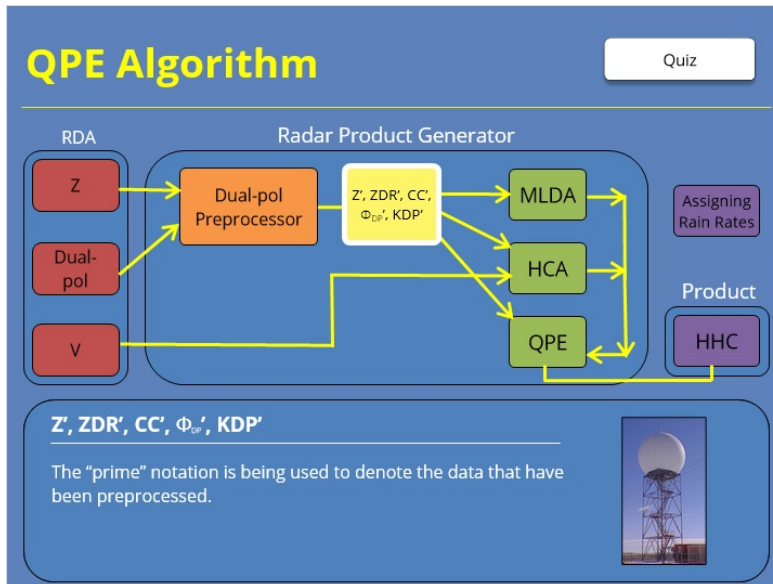 QPE Algorithm
Quiz
RDA
Radar Product Generator
Z
Dual-pol
Preprocessor
Z’, ZDR’, CC’,
ΦDP’, KDP’
MLDA
Assigning
Rain Rates
Dual-
pol
HCA
Product
V
QPE
HHC
Z’, ZDR’, CC’, ΦDP’, KDP’
The “prime” notation is being used to denote the data that have
been preprocessed.